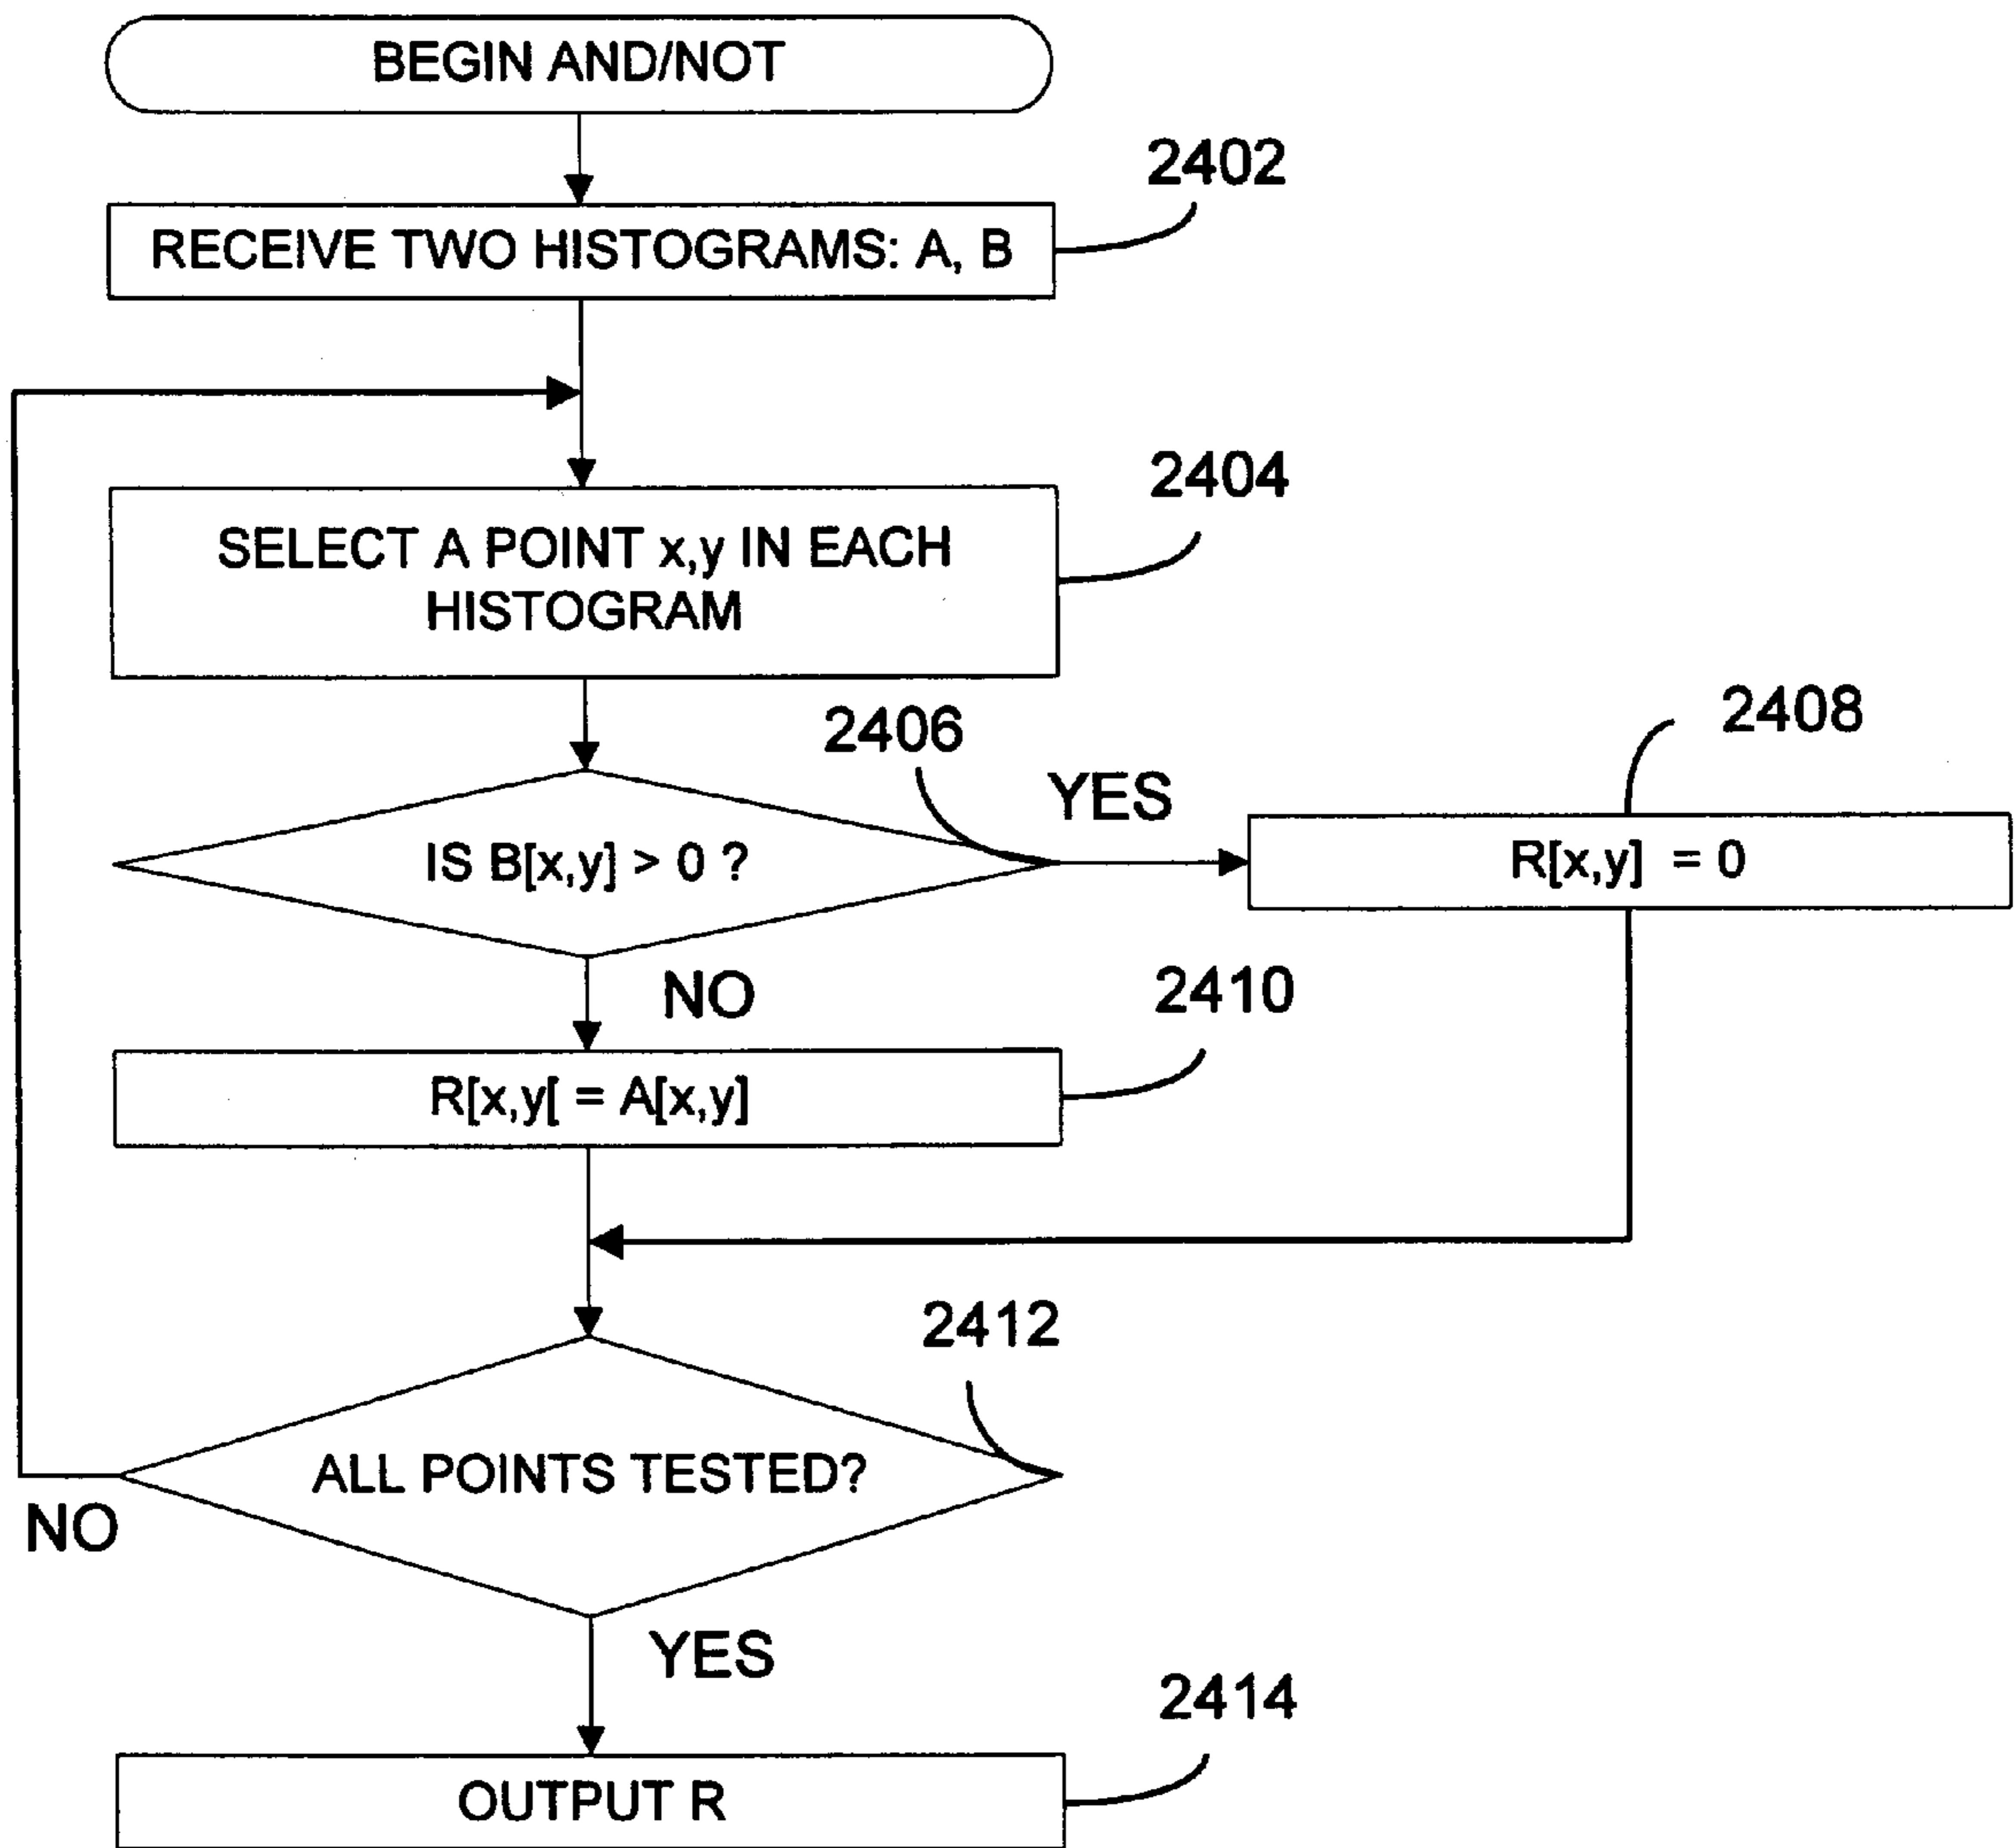 BEGIN AND/NOT
2402
RECEIVE TWO HISTOGRAMS: A, B
2404
SELECT A POINT x,y IN EACH
HISTOGRAM
2406
YES
2408
IS B[x,y] > 0 ?
R[x,y] = 0
NO
2410
R[x,y[ = A[x,y]
2412
ALL POINTS TESTED?
NO
YES
2414
OUTPUT R